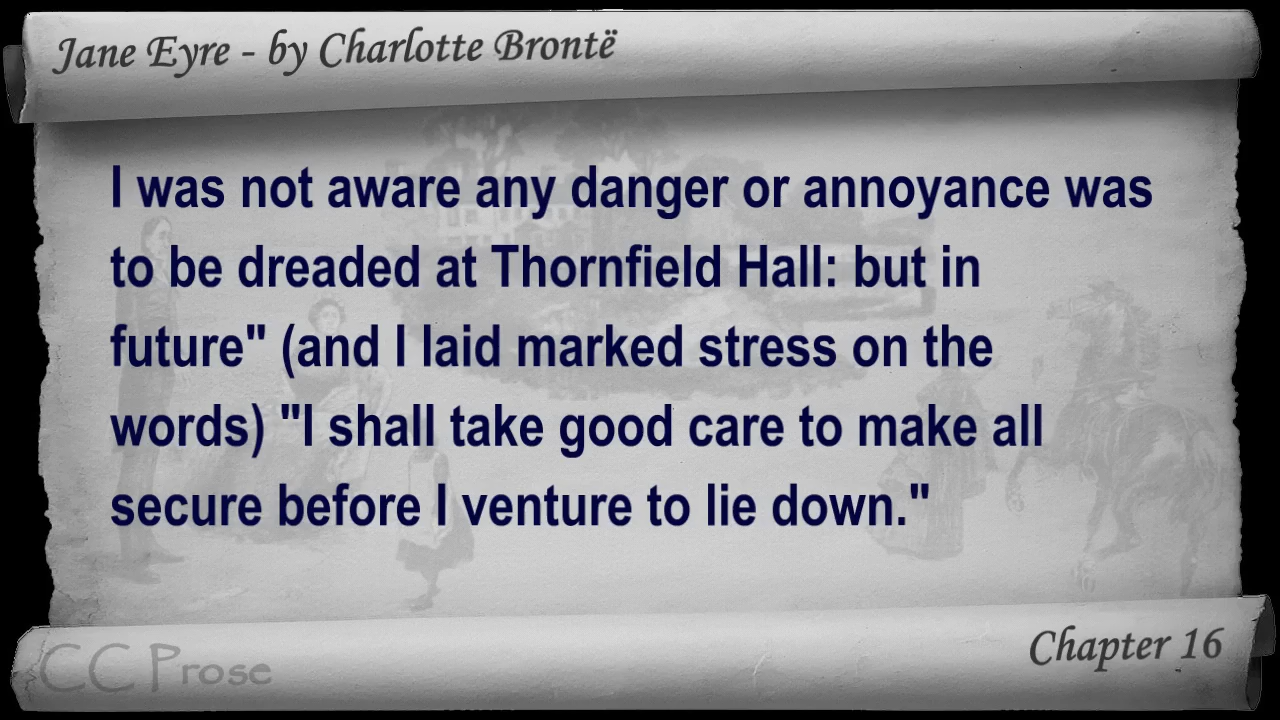 Jane Eyre - by Charlotte Brontë
I was not aware any danger or annoyance was
to be dreaded at Thornfield Hall: but in
future" (and I laid marked stress on the
words) "I shall take good care to make all
secure before I venture to lie down."
CC Prose
Chapter 16